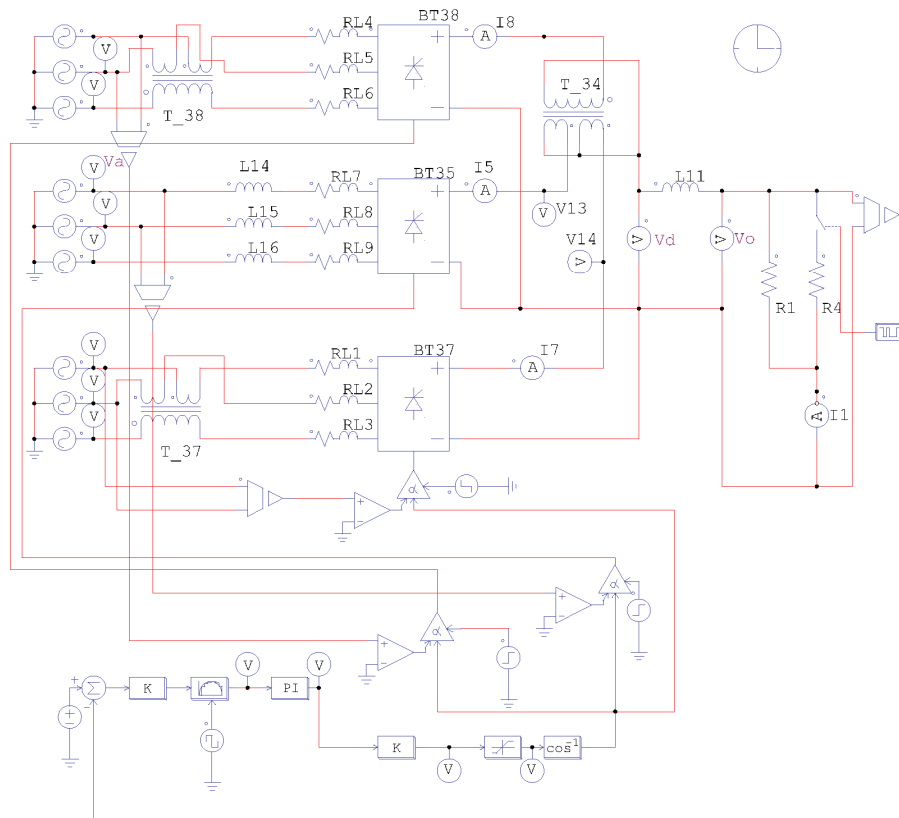 RL4
BT38
I8
A
V
RL5
V
RL6
T_38
T_34
Va
V
L14
RL7
BT35
I5
A
L11
V
L15
RL8
V13
V
V
L16
RL9
V14
V
V
Vd
V
Vo
R1
R4
V
RL1
BT37
I7
A
V
RL2
V
RL3
A
I1
T_37
α
α
α
V
V
K
PI
K
cos-1
V
V